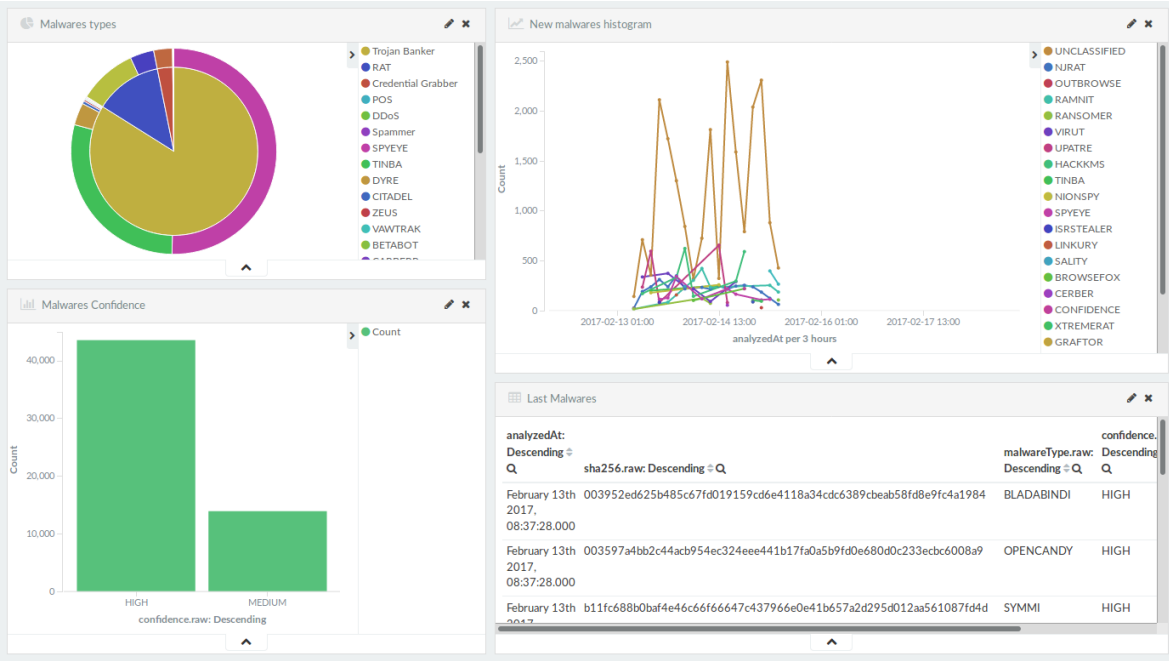 Malwares types
Trojan Banker
RAT
Credential Grabber
POS
DDoS
Spammer
SPYEYE
TINBA
DYRE
CITADEL
ZEUS
VAWTRAK
BETABOT
Malwares Confidence
Count
40,000
30,000
20,000
10,000
0
Count
HIGH
MEDIUM
confidence.raw: Descending
New malwares histogram
2,500
2,000
1,500
1,000
500
0
Count
2017-02-13 01:00
2017-02-14 13:00
2017-02-16 01:00
2017-02-17 13:00
analyzedAt per 3 hours
UNCLASSIFIED
NJRAT
OUTBROWSE
RAMNIT
RANSOMER
VIRUT
UPATRE
HACKKMS
TINBA
NIONSPY
SPYEYE
ISRSTEALER
LINKURY
SALITY
BROWSEFOX
CERBER
CONFIDENCE
XTREMERAT
GRAFTOR
Last Malwares
analyzedAt:
Descending
sha256.raw: Descending
malwareType.raw:
Descending
confidence.
Descending
February 13th 003952ed625b485c67fd019159cd6e4118a34cdc6389cbeab58fd8e9fc4a1984 BLADABINDI HIGH
2017,
08:37:28.000
February 13th 003597a4bb2c44acb954ec324eee441b17fa0a5b9fd0e680d0c233ecbc6008a9 OPENCANDY HIGH
2017,
08:37:28.000
February 13th b11fc688b0baf4e46c66f66647c437966e0e41b657a2d295d012aa561087fd4d SYMMI HIGH
2017